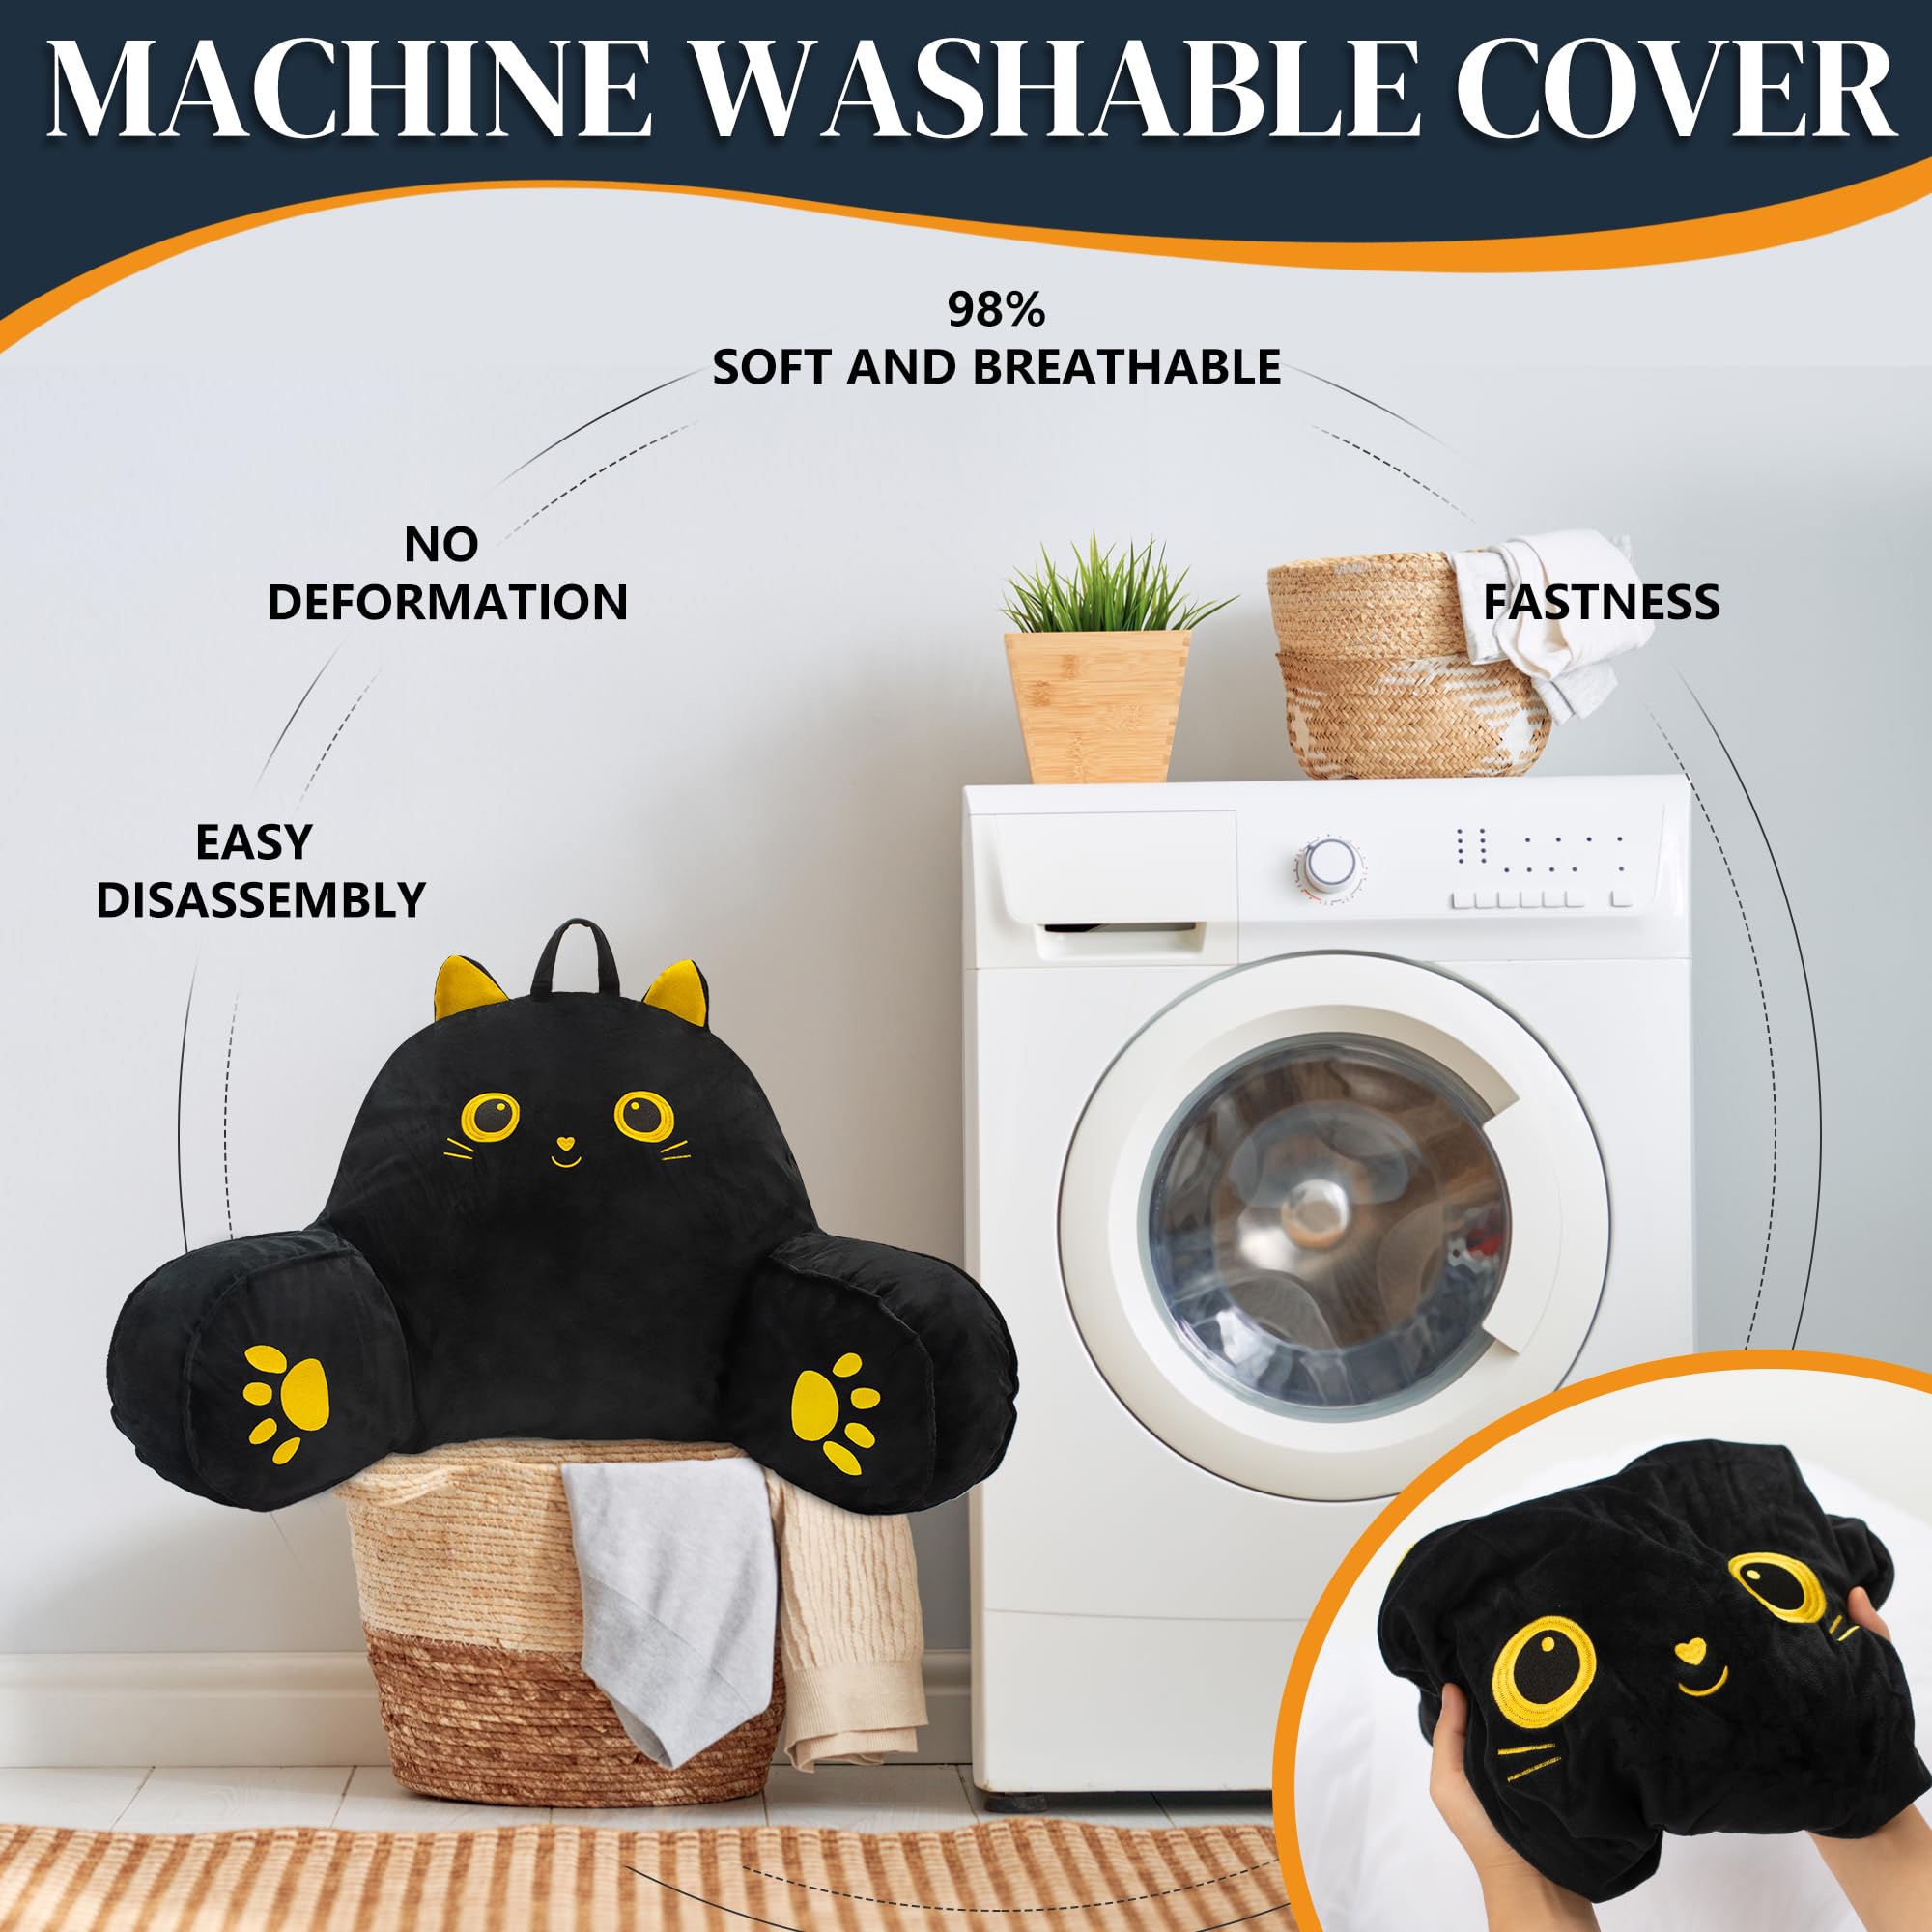 MACHINE WASHABLE COVER
98%
SOFT AND BREATHABLE
NO
DEFORMATION
FASTNESS
EASY
DISASSEMBLY